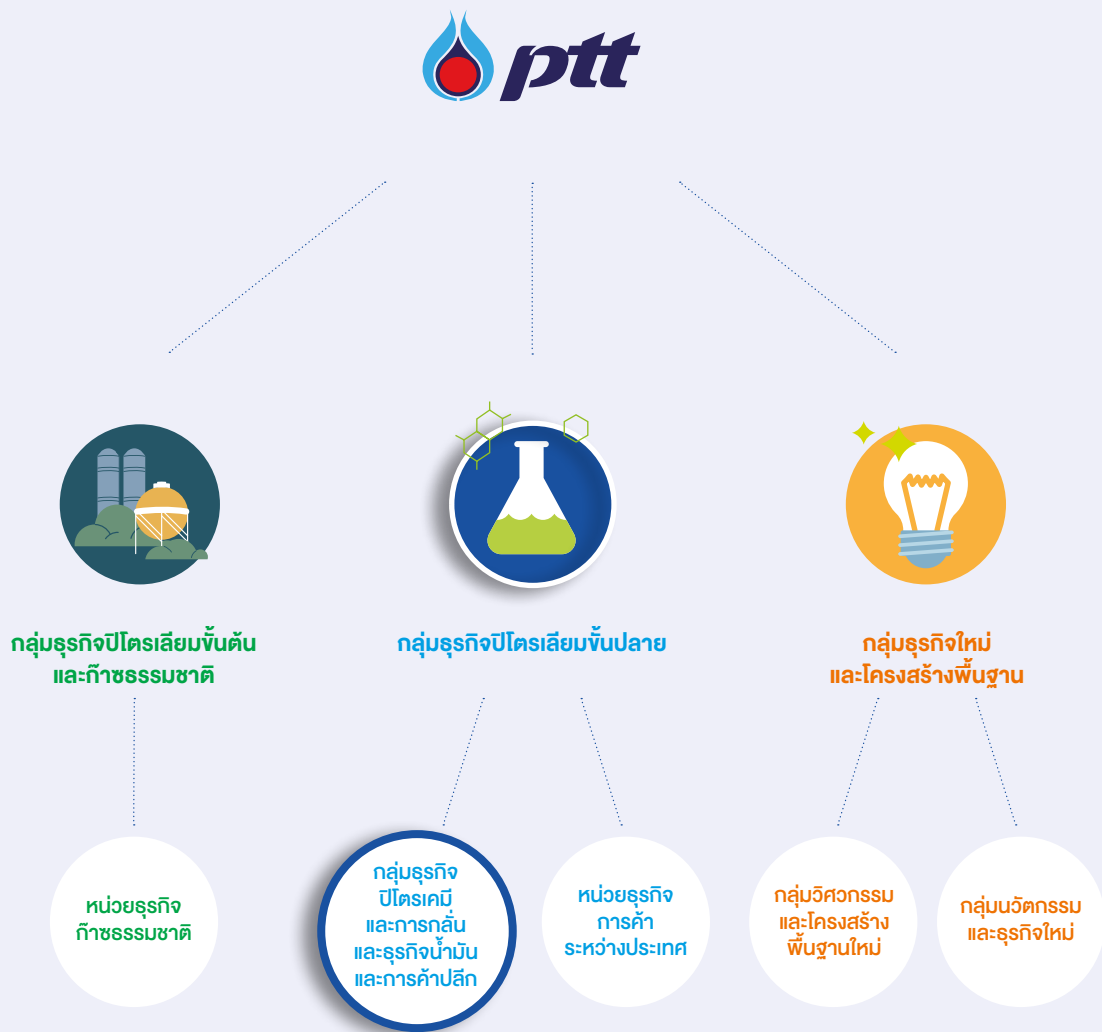 ptt
กลุ่มธุรกิจปิโตรเลียมขั้นต้น
และก๊าซธรรมชาติ
กลุ่มธุรกิจปิโตรเลียมขั้นปลาย
กลุ่มธุรกิจใหม่
และโครงสร้างพื้นฐาน
หน่วยธุรกิจ
ก๊าซธรรมชาติ
กลุ่มธุรกิจ
ปิโตรเคมี
และการกลั่น
และธุรกิจน้ำมัน
และการค้าปลีก
หน่วยธุรกิจ
การค้า
ระหว่างประเทศ
กลุ่มวิศวกรรม
และโครงสร้าง
พื้นฐานใหม่
กลุ่มนวัตกรรม
และธุรกิจใหม่